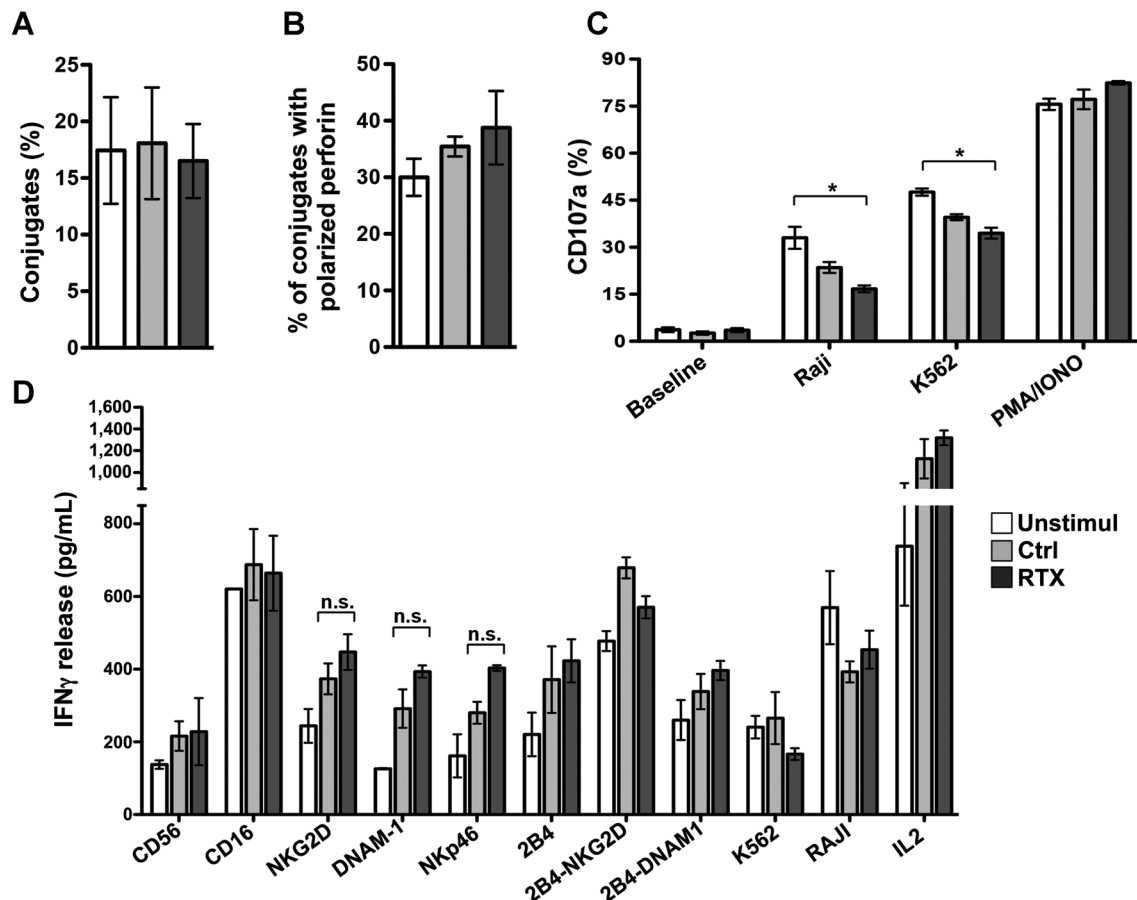 A
Conjugates (%)
25
20
15
10
5
0
B
% of conjugates with
polarized perforin
50
40
30
20
10
0
C
CD107a (%)
90
75
60
45
30
15
0
*
*
Baseline
Raji
K562
PMA/IONO
D
IFNγ release (pg/mL)
1,600
1,400
1,200
1,000
800
600
400
200
0
n.s.
n.s.
n.s.
CD56
CD16
NKG2D
DNAM-1
NKp46
2B4
2B4-NKG2D
2B4-DNAM1
K562
RAJI
IL2
Unstimul
Ctrl
RTX